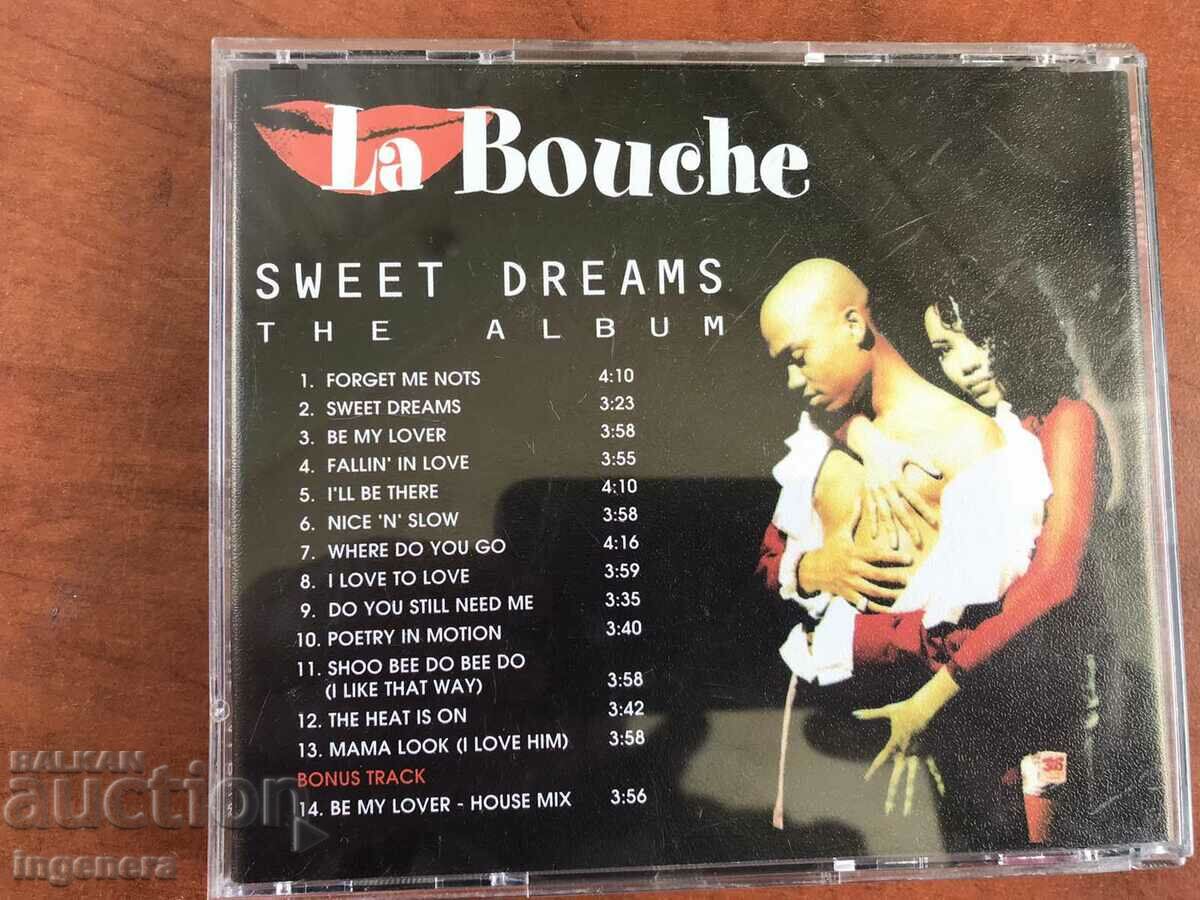 La Bouche
SWEET DREAMS
THE ALBUM
1. FORGET ME NOTS 4:10
2. SWEET DREAMS 3:23
3. BE MY LOVER 3:58
4. FALLIN' IN LOVE 3:55
5. I'LL BE THERE 4:10
6. NICE 'N' SLOW 3:58
7. WHERE DO YOU GO 4:16
8. I LOVE TO LOVE 3:59
9. DO YOU STILL NEED ME 3:35
10. POETRY IN MOTION 3:40
11. SHOO BEE DO BEE DO
(I LIKE THAT WAY) 3:58
12. THE HEAT IS ON 3:42
13. MAMA LOOK (I LOVE HIM) 3:58
BONUS TRACK
14. BE MY LOVER - HOUSE MIX 3:56
BALKAN
auction
ingenera